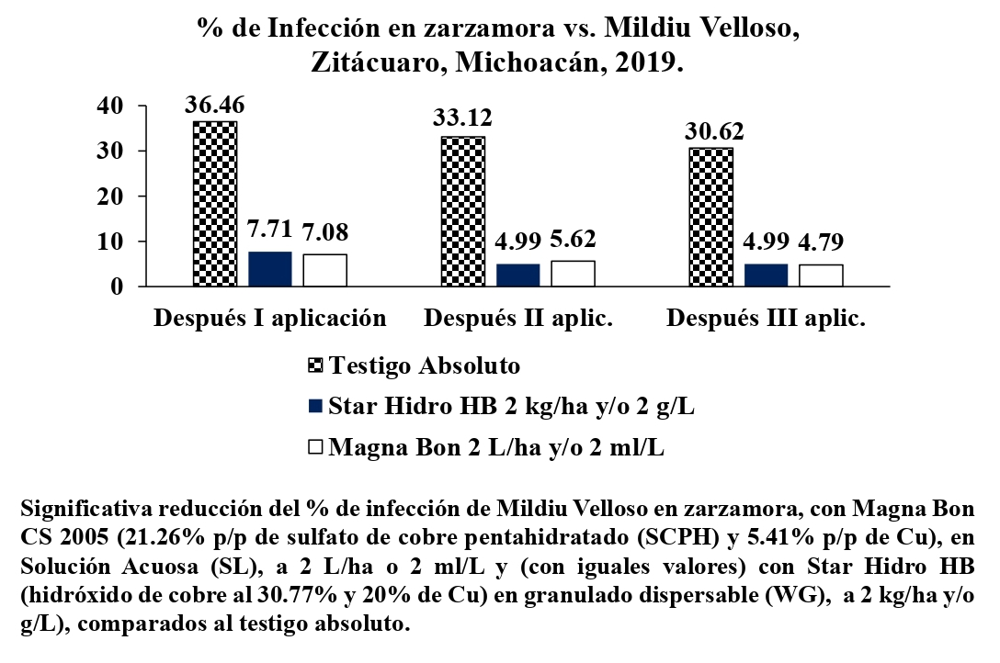 % de Infección en zarzamora vs. Mildiu Velloso,
Zitácuaro, Michoacán, 2019.
40
30
20
10
0
36.46
7.71
7.08
33.12
4.99
5.62
30.62
4.99
4.79
Después I aplicación
Después II aplic.
Después III aplic.
Testigo Absoluto
Star Hidro HB 2 kg/ha y/o 2 g/L
Magna Bon 2 L/ha y/o 2 ml/L
Significativa reducción del % de infección de Mildiu Velloso en zarzamora, con Magna Bon
CS 2005 (21.26% p/p de sulfato de cobre pentahidratado (SCPH) y 5.41% p/p de Cu), en
Solución Acuosa (SL), a 2 L/ha o 2 ml/L y (con iguales valores) con Star Hidro HB
(hidróxido de cobre al 30.77% y 20% de Cu) en granulado dispersable (WG), a 2 kg/ha y/o
g/L), comparados al testigo absoluto.